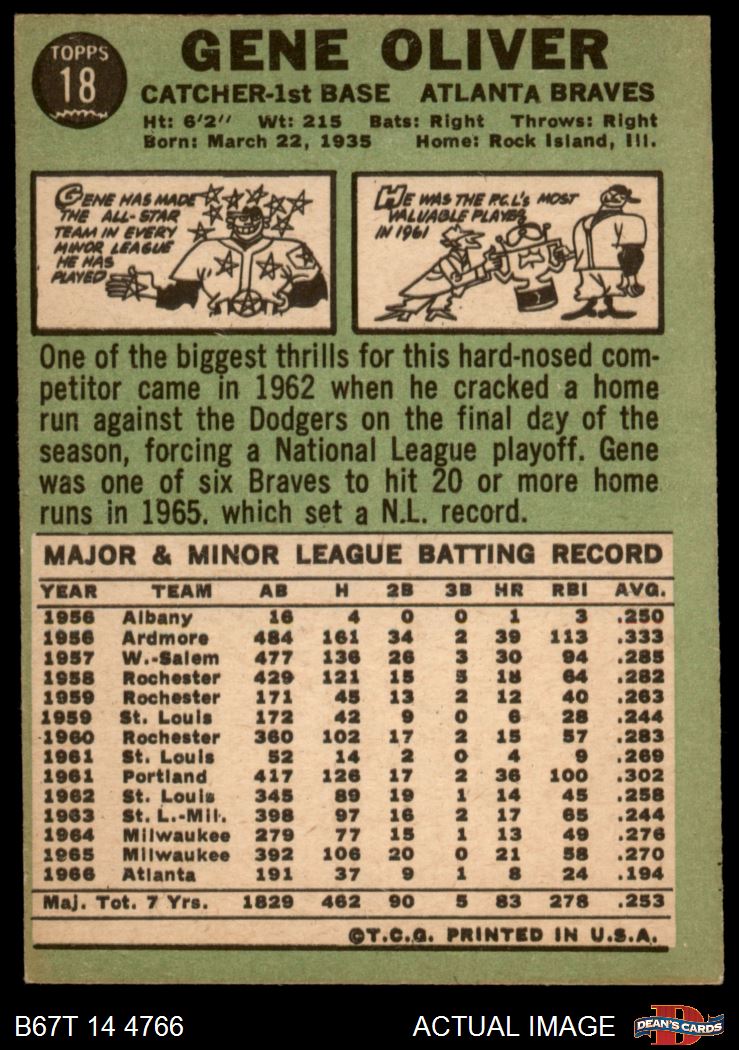 TOPPS
18
GENE OLIVER
CATCHER-1st BASE ATLANTA BRAVES
Ht: 6'2" Wt: 215 Bats: Right Throws: Right
Born: March 22, 1935 Home: Rock Island, Ill.
GENE HAS MADE
THE ALL-STAR
TEAM IN EVERY
MINOR LEAGUE
HE HAS
PLAYED
HE WAS THE P.C.L's MOST
VALUABLE PLAYER
IN 1961
One of the biggest thrills for this hard-nosed com-
petitor came in 1962 when he cracked a home
run against the Dodgers on the final day of the
season, forcing a National League playoff. Gene
was one of six Braves to hit 20 or more home
runs in 1965, which set a N.L. record.
MAJOR & MINOR LEAGUE BATTING RECORD
YEAR TEAM AB H 2B 3B HR RBI AVG.
1956 Albany 16 4 0 0 1 3 .250
1956 Ardmore 484 161 34 2 39 113 .333
1957 W.-Salem 477 136 26 3 30 94 .285
1958 Rochester 429 121 15 5 18 64 .282
1959 Rochester 171 45 13 2 12 40 .263
1959 St. Louis 172 42 9 0 6 28 .244
1960 Rochester 360 102 17 2 15 57 .283
1961 St. Louis 52 14 2 0 4 9 .269
1961 Portland 417 126 17 2 36 100 .302
1962 St. Louis 345 89 19 1 14 45 .258
1963 St. L.-Mil. 398 97 16 2 17 65 .244
1964 Milwaukee 279 77 15 1 13 49 .276
1965 Milwaukee 392 106 20 0 21 58 .270
1966 Atlanta 191 37 9 1 8 24 .194
Maj. Tot. 7 Yrs. 1829 462 90 5 83 278 .253
©T.C.G. PRINTED IN U.S.A.
B67T 14 4766
ACTUAL IMAGE
DEAN'S CARDS